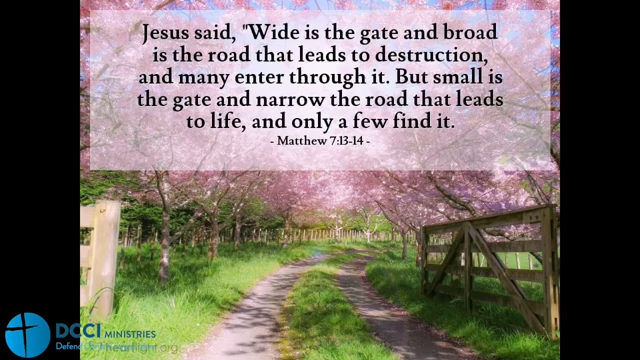 Jesus said, "Wide is the gate and broad
is the road that leads to destruction,
and many enter through it. But small is
the gate and narrow the road that leads
to life, and only a few find it.
- Matthew 7:13-14 -
DCCI MINISTRIES